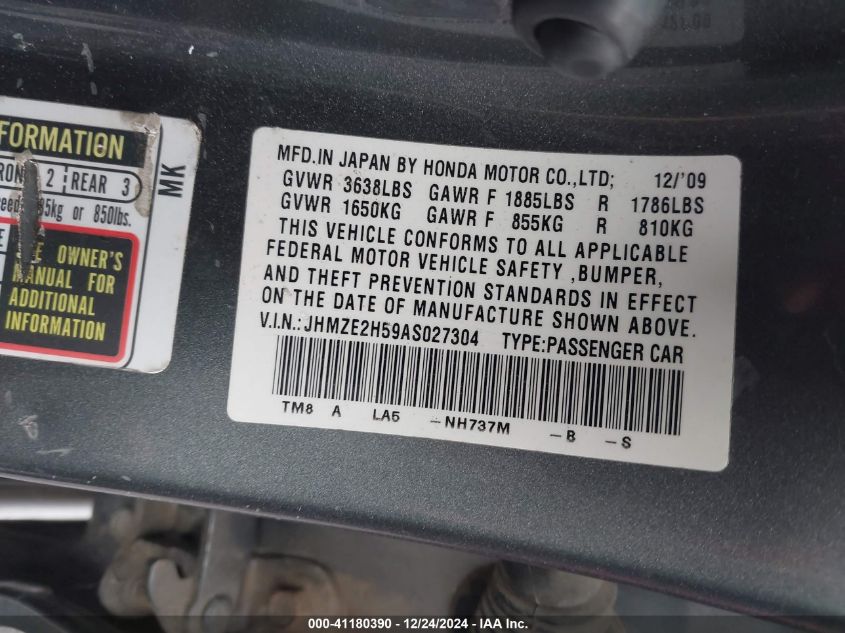 FORMATION
2 REAR 3
kg or 850lbs.
OWNER'S
MANUAL FOR
ADDITIONAL
INFORMATION
MK
MFD.IN JAPAN BY HONDA MOTOR CO.,LTD; 12/'09
GVWR 3638LBS GAWR F 1885LBS R 1786LBS
GVWR 1650KG GAWR F 855KG R 810KG
THIS VEHICLE CONFORMS TO ALL APPLICABLE
FEDERAL MOTOR VEHICLE SAFETY ,BUMPER,
AND THEFT PREVENTION STANDARDS IN EFFECT
ON THE DATE OF MANUFACTURE SHOWN ABOVE.
V.I.N.: JHMZE2H59AS027304 TYPE:PASSENGER CAR
TM8 A LA5 -NH737M -B -S
000-41180390 - 12/24/2024 - IAA Inc.